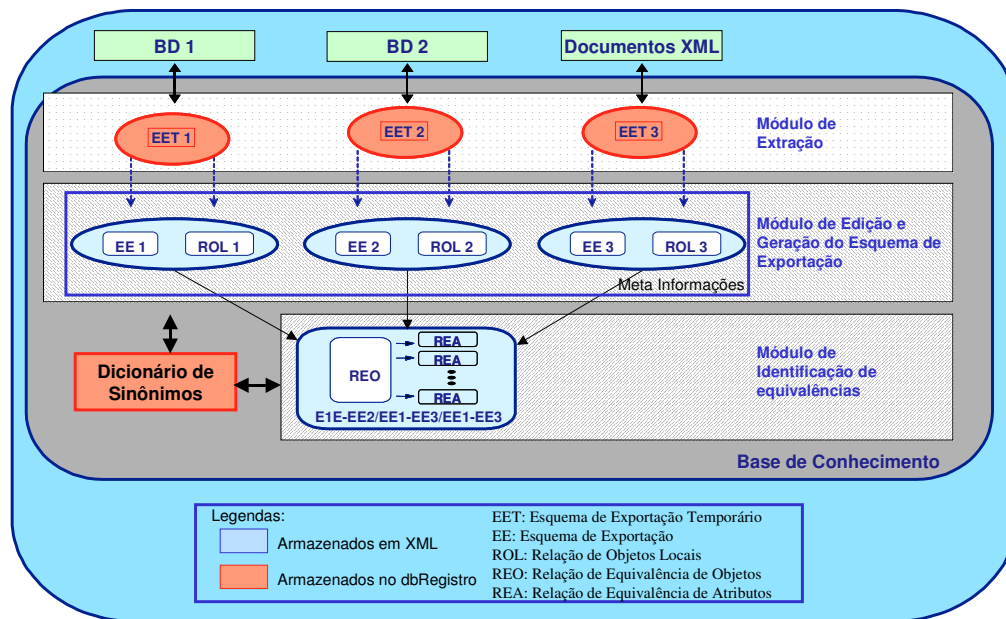 BD 1
BD 2
Documentos XML
EET 1
EET 2
EET 3
Módulo de
Extração
EE 1
ROL 1
EE 2
ROL 2
EE 3
ROL 3
Módulo de Edição e
Geração do Esquema de
Exportação
Meta Informações
Dicionário de
Sinônimos
REO
REA
REA
REA
E1E-EE2/EE1-EE3/EE1-EE3
Módulo de
Identificação de
equivalências
Base de Conhecimento
Legendas:
Armazenados em XML
Armazenados no dbRegistro
EET: Esquema de Exportação Temporário
EE: Esquema de Exportação
ROL: Relação de Objetos Locais
REO: Relação de Equivalência de Objetos
REA: Relação de Equivalência de Atributos